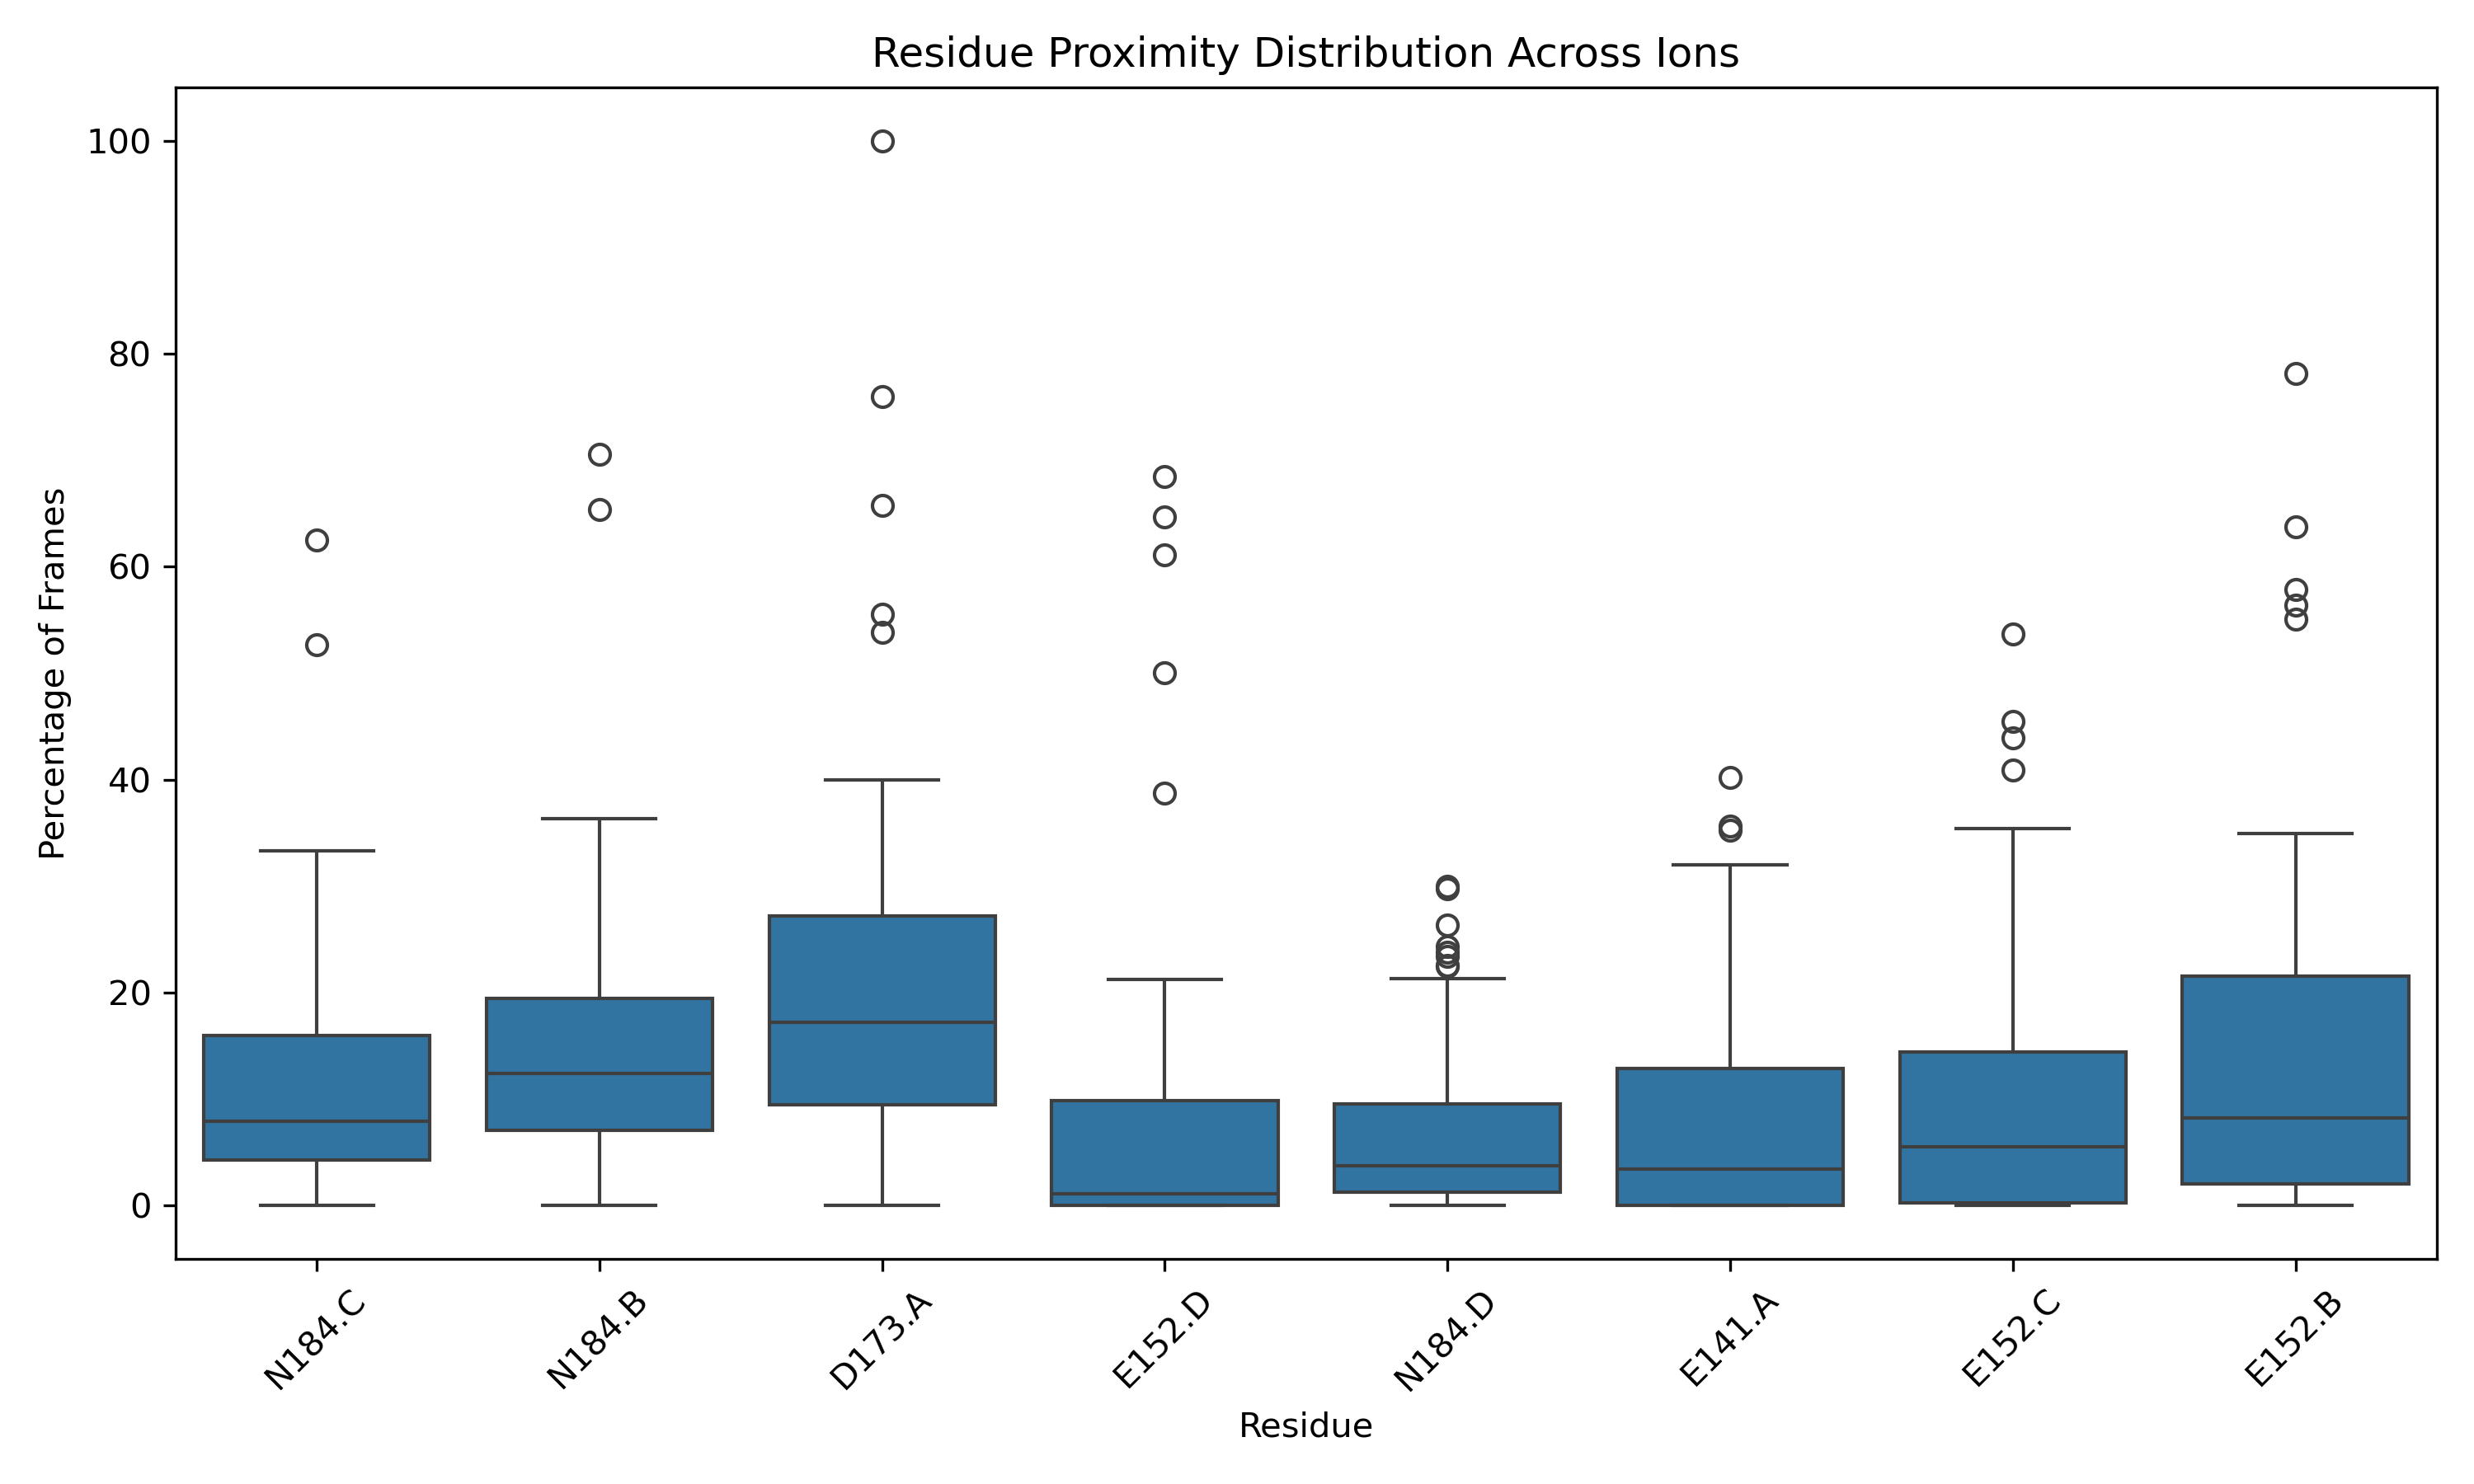 Residue Proximity Distribution Across Ions
100
80
60
40
20
0
Percentage of Frames
N184.C
N184.B
D173.A
E152.D
N184.D
E141.A
E152.C
E152.B
Residue